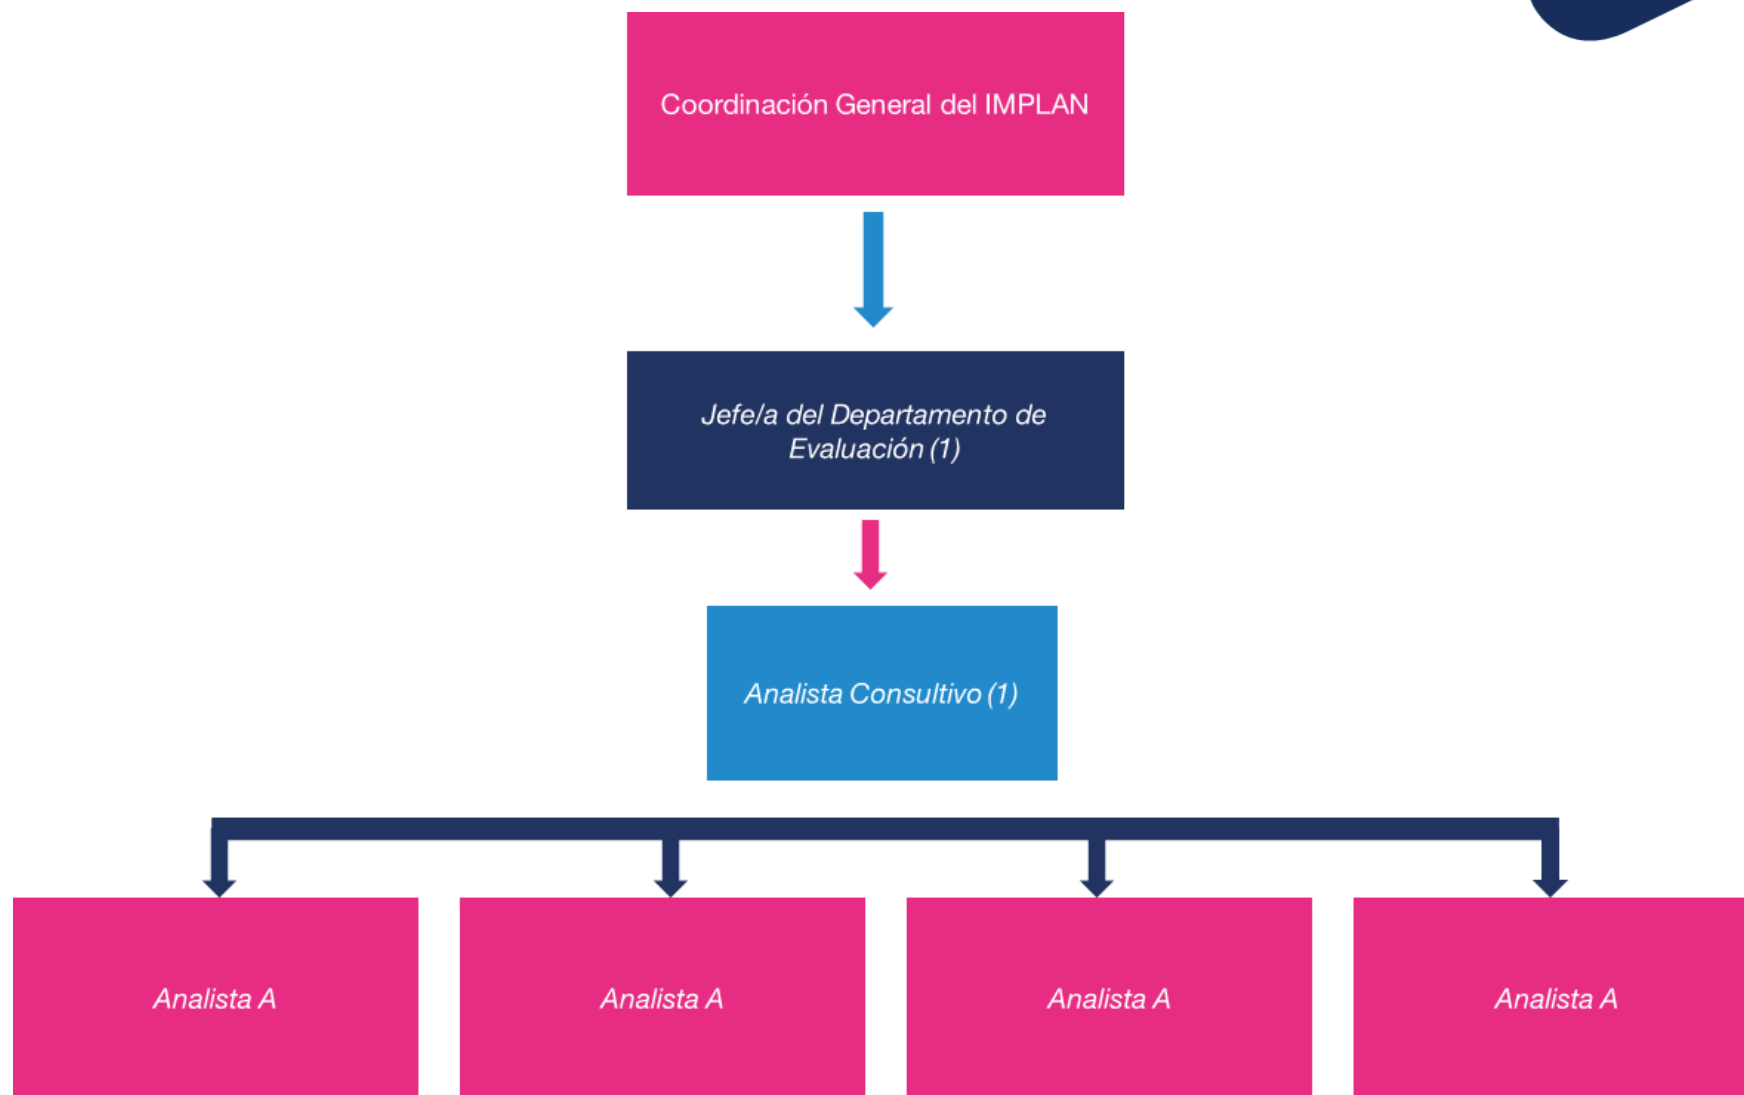 Coordinación General del IMPLAN
Jefe/a del Departamento de
Evaluación (1)
Analista Consultivo (1)
Analista A
Analista A
Analista A
Analista A